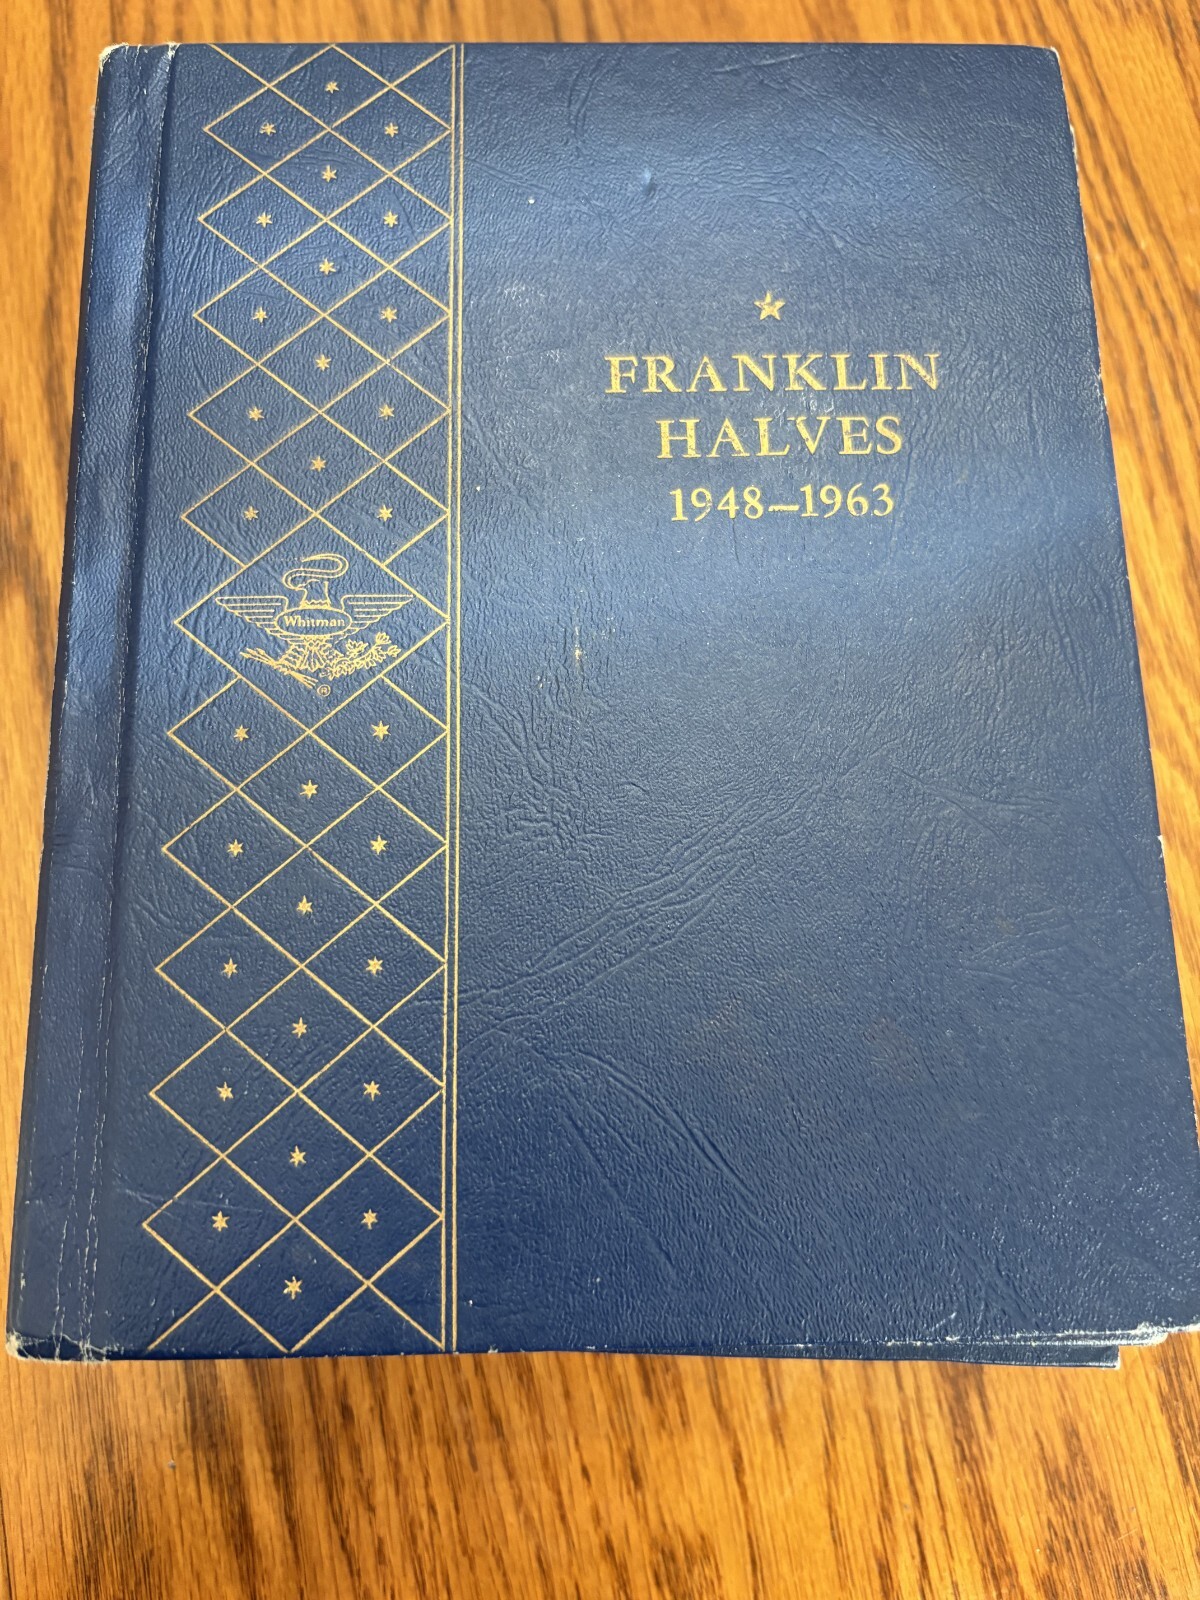 FRANKLIN
HALVES
1948–1963
Whitman
®